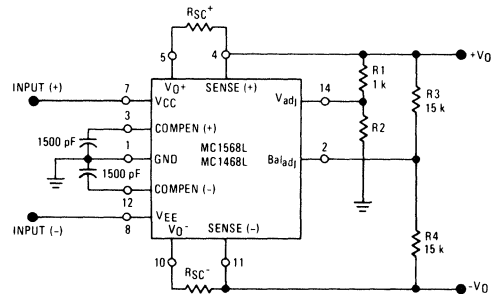 RSC+
5
4
+VO
VO+
SENSE (+)
R1
1 k
R3
15 k
INPUT (+)
7
VCC
14
Vadj
3
COMPEN (+)
1500 pF
R2
1
GND
MC1568L
MC1468L
2
Baladj
1500 pF
COMPEN (-)
12
R4
15 k
VEE
INPUT (-)
8
VO-
SENSE (-)
10
11
RSC-
-VO